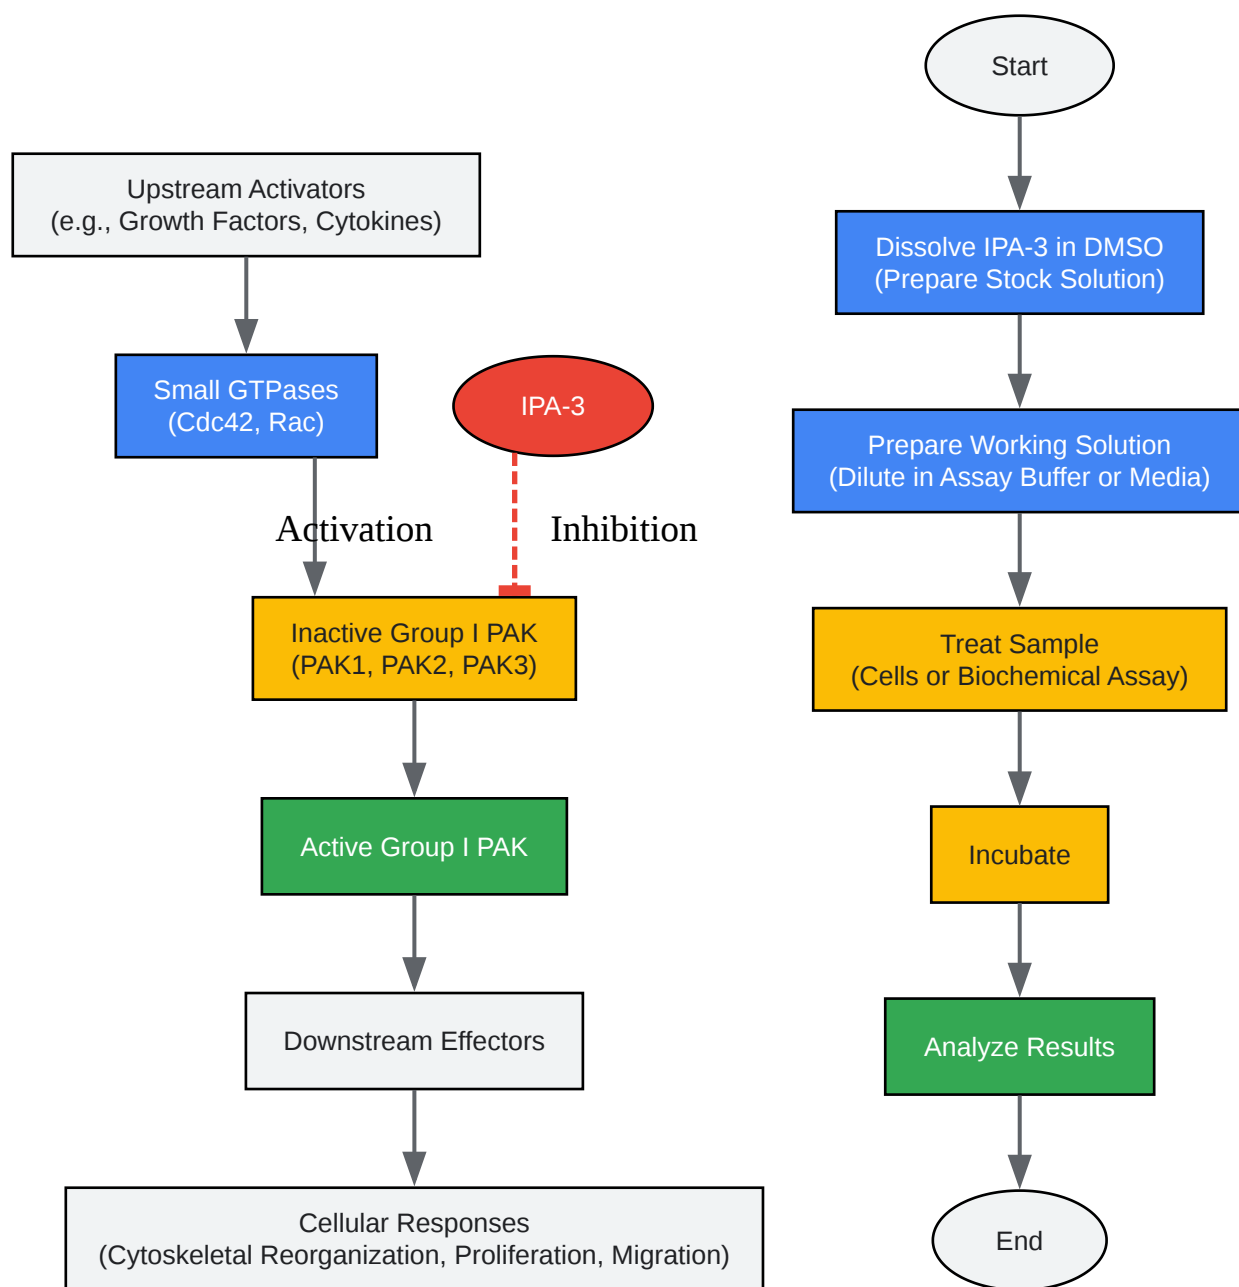 Upstream Activators
(e.g., Growth Factors, Cytokines)
Small GTPases
(Cdc42, Rac)
IPA-3
Activation
Inhibition
Inactive Group I PAK
(PAK1, PAK2, PAK3)
Active Group I PAK
Downstream Effectors
Cellular Responses
(Cytoskeletal Reorganization, Proliferation, Migration)
Start
Dissolve IPA-3 in DMSO
(Prepare Stock Solution)
Prepare Working Solution
(Dilute in Assay Buffer or Media)
Treat Sample
(Cells or Biochemical Assay)
Incubate
Analyze Results
End